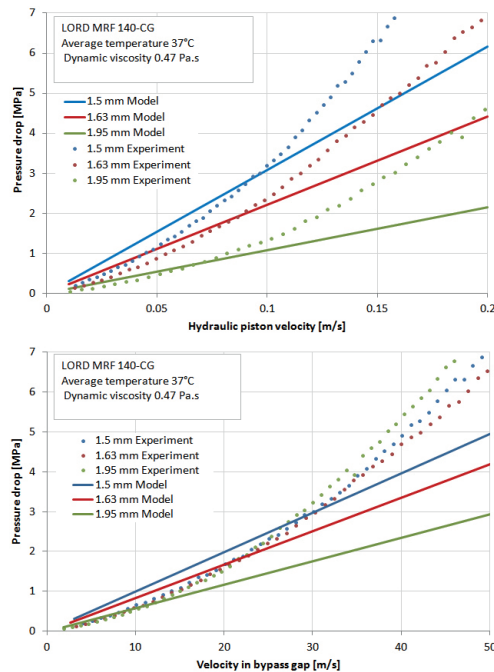 7
6
5
4
3
2
1
0
Pressure drop [MPa]
LORD MRF 140-CG
Average temperature 37°C
Dynamic viscosity 0.47 Pa.s
1.5 mm Model
1.63 mm Model
1.95 mm Model
1.5 mm Experiment
1.63 mm Experiment
1.95 mm Experiment
0 0.05 0.1 0.15 0.2
Hydraulic piston velocity [m/s]
7
6
5
4
3
2
1
0
Pressure drop [MPa]
LORD MRF 140-CG
Average temperature 37°C
Dynamic viscosity 0.47 Pa.s
1.5 mm Experiment
1.63 mm Experiment
1.95 mm Experiment
1.5 mm Model
1.63 mm Model
1.95 mm Model
0 10 20 30 40 50
Velocity in bypass gap [m/s]